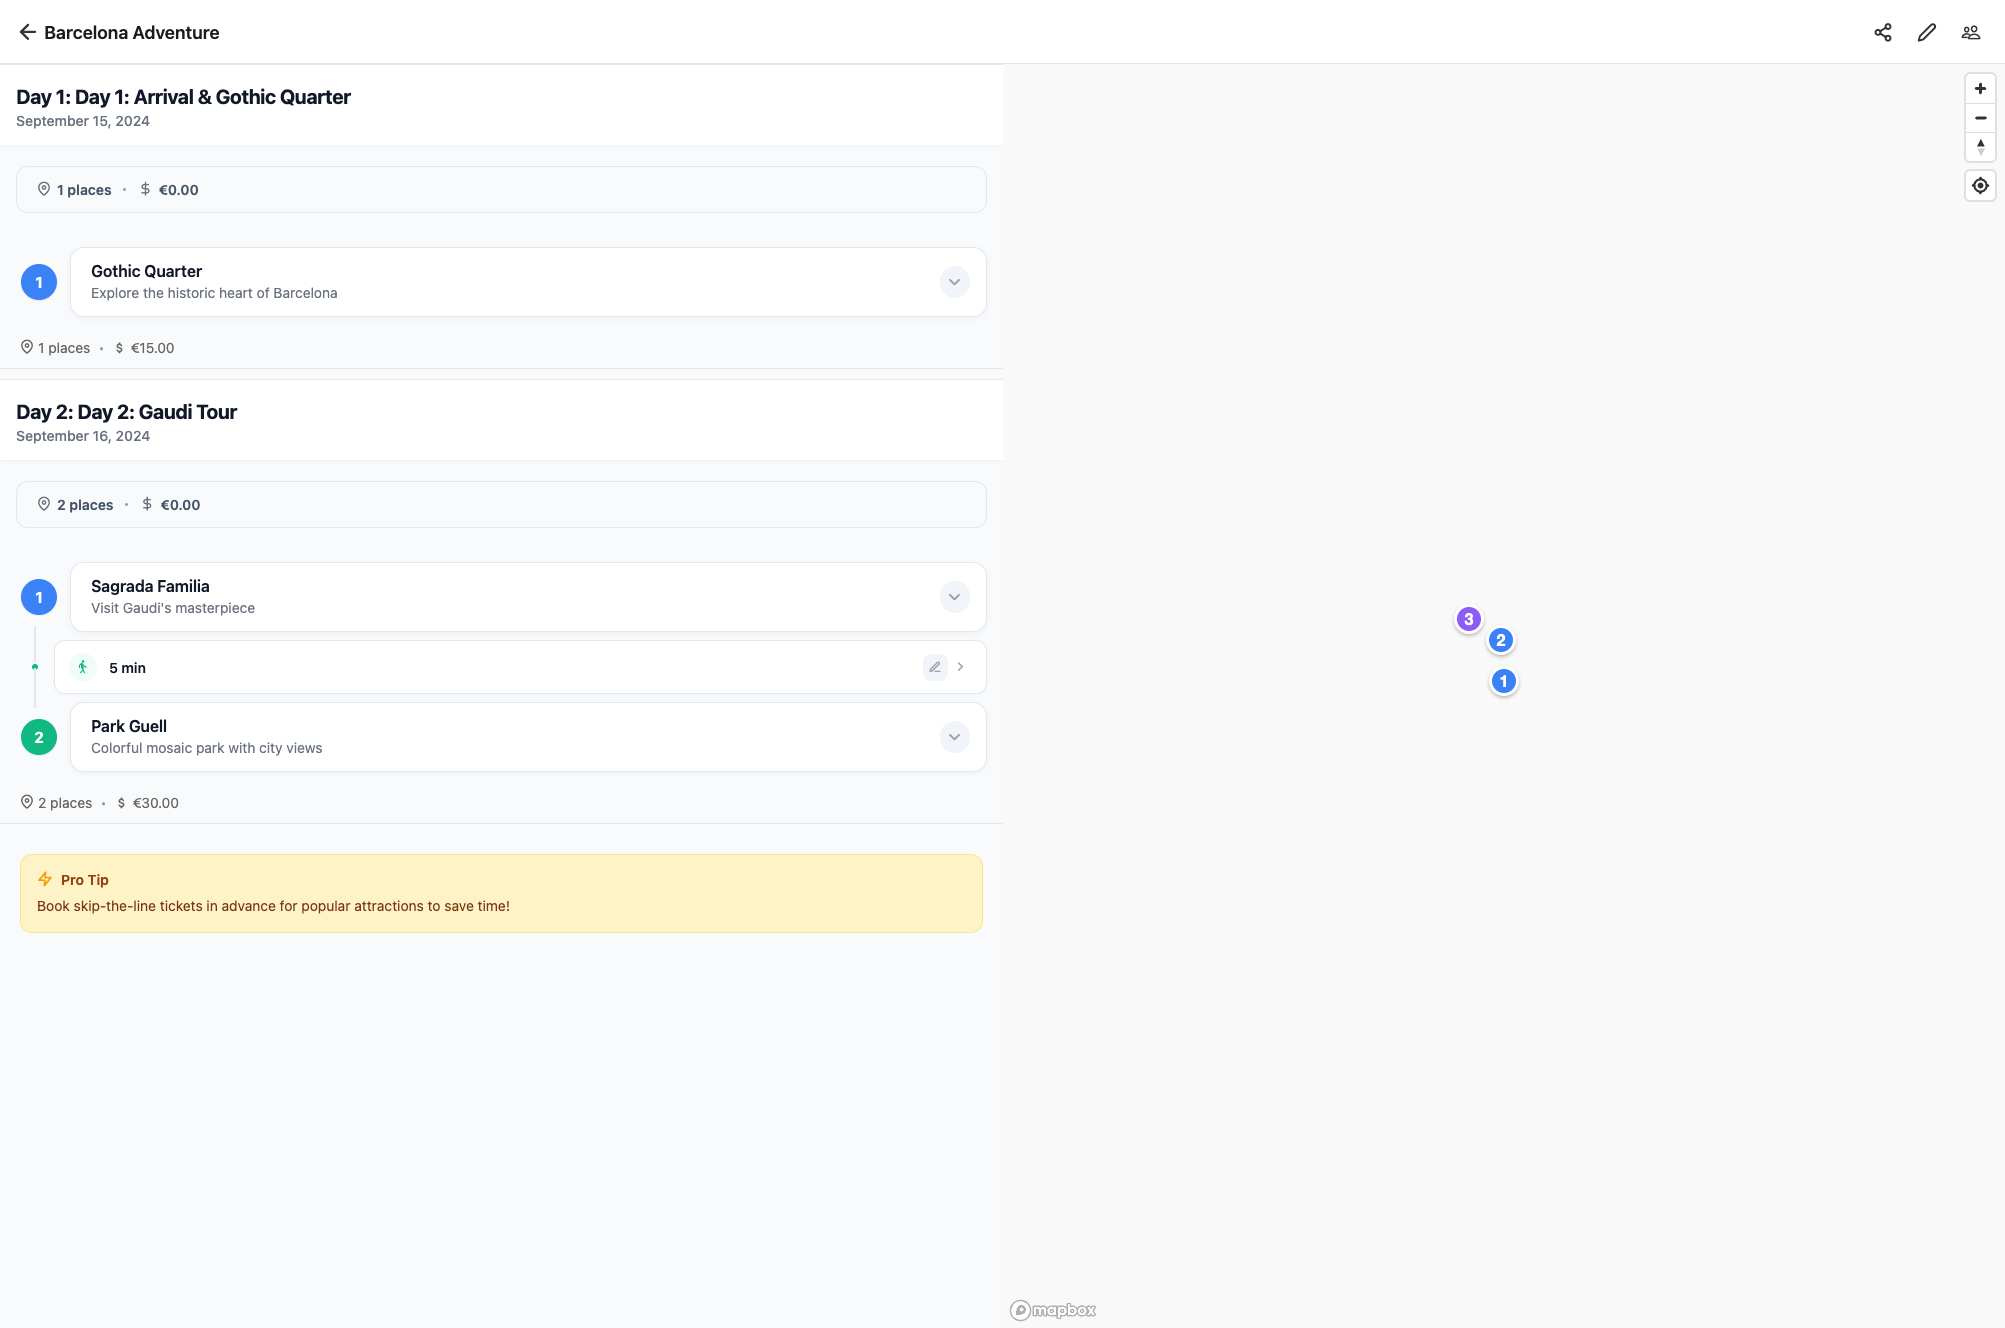 Barcelona Adventure
Day 1: Day 1: Arrival & Gothic Quarter
September 15, 2024
1 places • $ €0.00
1
Gothic Quarter
Explore the historic heart of Barcelona
1 places • $ €15.00
Day 2: Day 2: Gaudi Tour
September 16, 2024
2 places • $ €0.00
1
Sagrada Familia
Visit Gaudi's masterpiece
5 min
2
Park Guell
Colorful mosaic park with city views
2 places • $ €30.00
Pro Tip
Book skip-the-line tickets in advance for popular attractions to save time!
3
2
1
mapbox